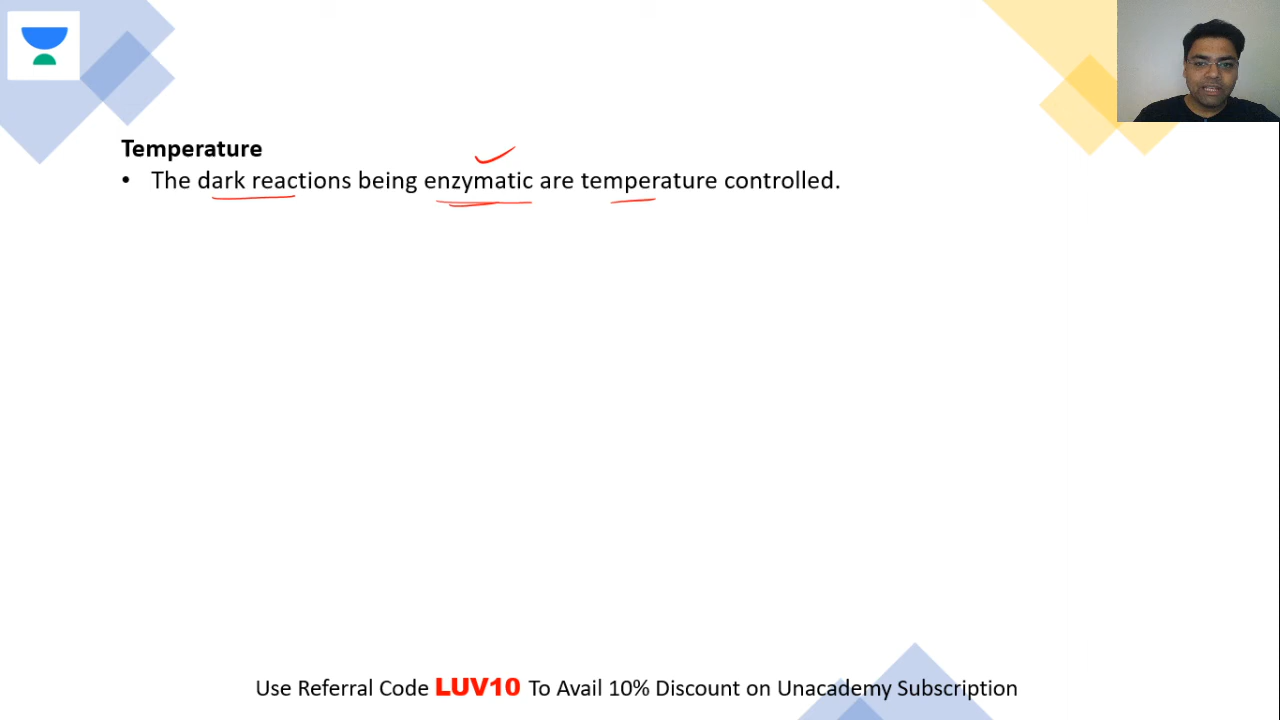 Temperature
• The dark reactions being enzymatic are temperature controlled.
Use Referral Code LUV10 To Avail 10% Discount on Unacademy Subscription